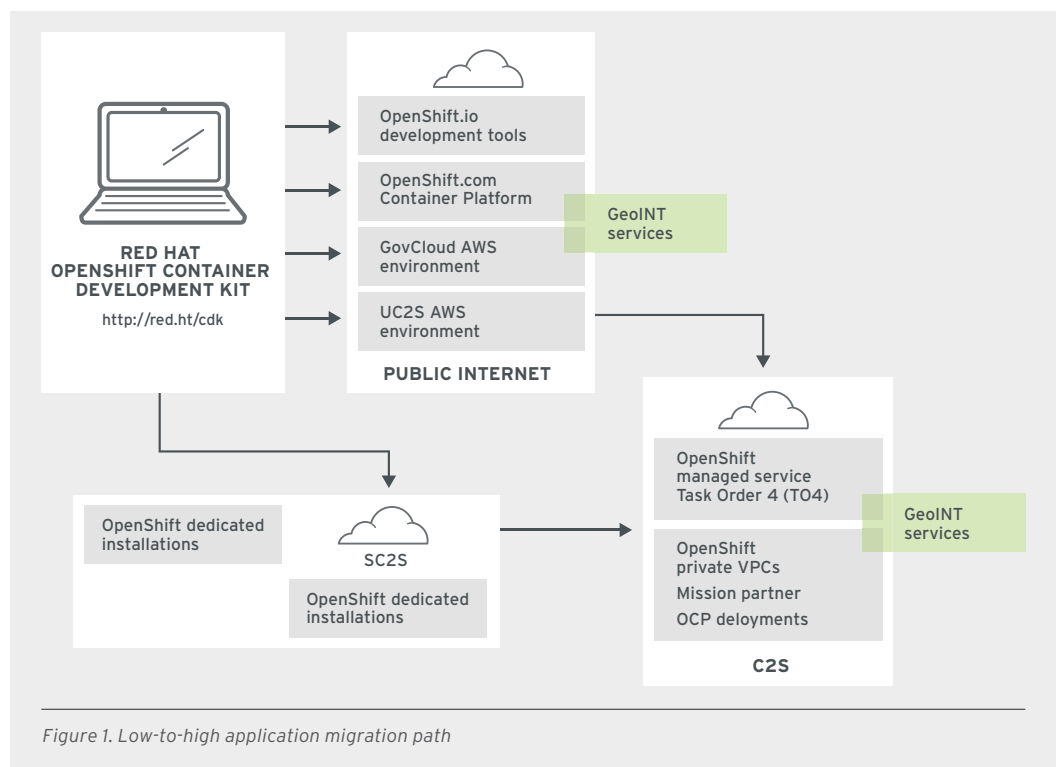 RED HAT
OPENSHIFT CONTAINER
DEVELOPMENT KIT
http://red.ht/cdk
OpenShift.io
development tools
OpenShift.com
Container Platform
GovCloud AWS
environment
UC2S AWS
environment
PUBLIC INTERNET
GeoINT
services
OpenShift dedicated
installations
SC2S
OpenShift dedicated
installations
OpenShift
managed service
Task Order 4 (TO4)
OpenShift
private VPCs
Mission partner
OCP deloyments
C2S
GeoINT
services
Figure 1. Low-to-high application migration path